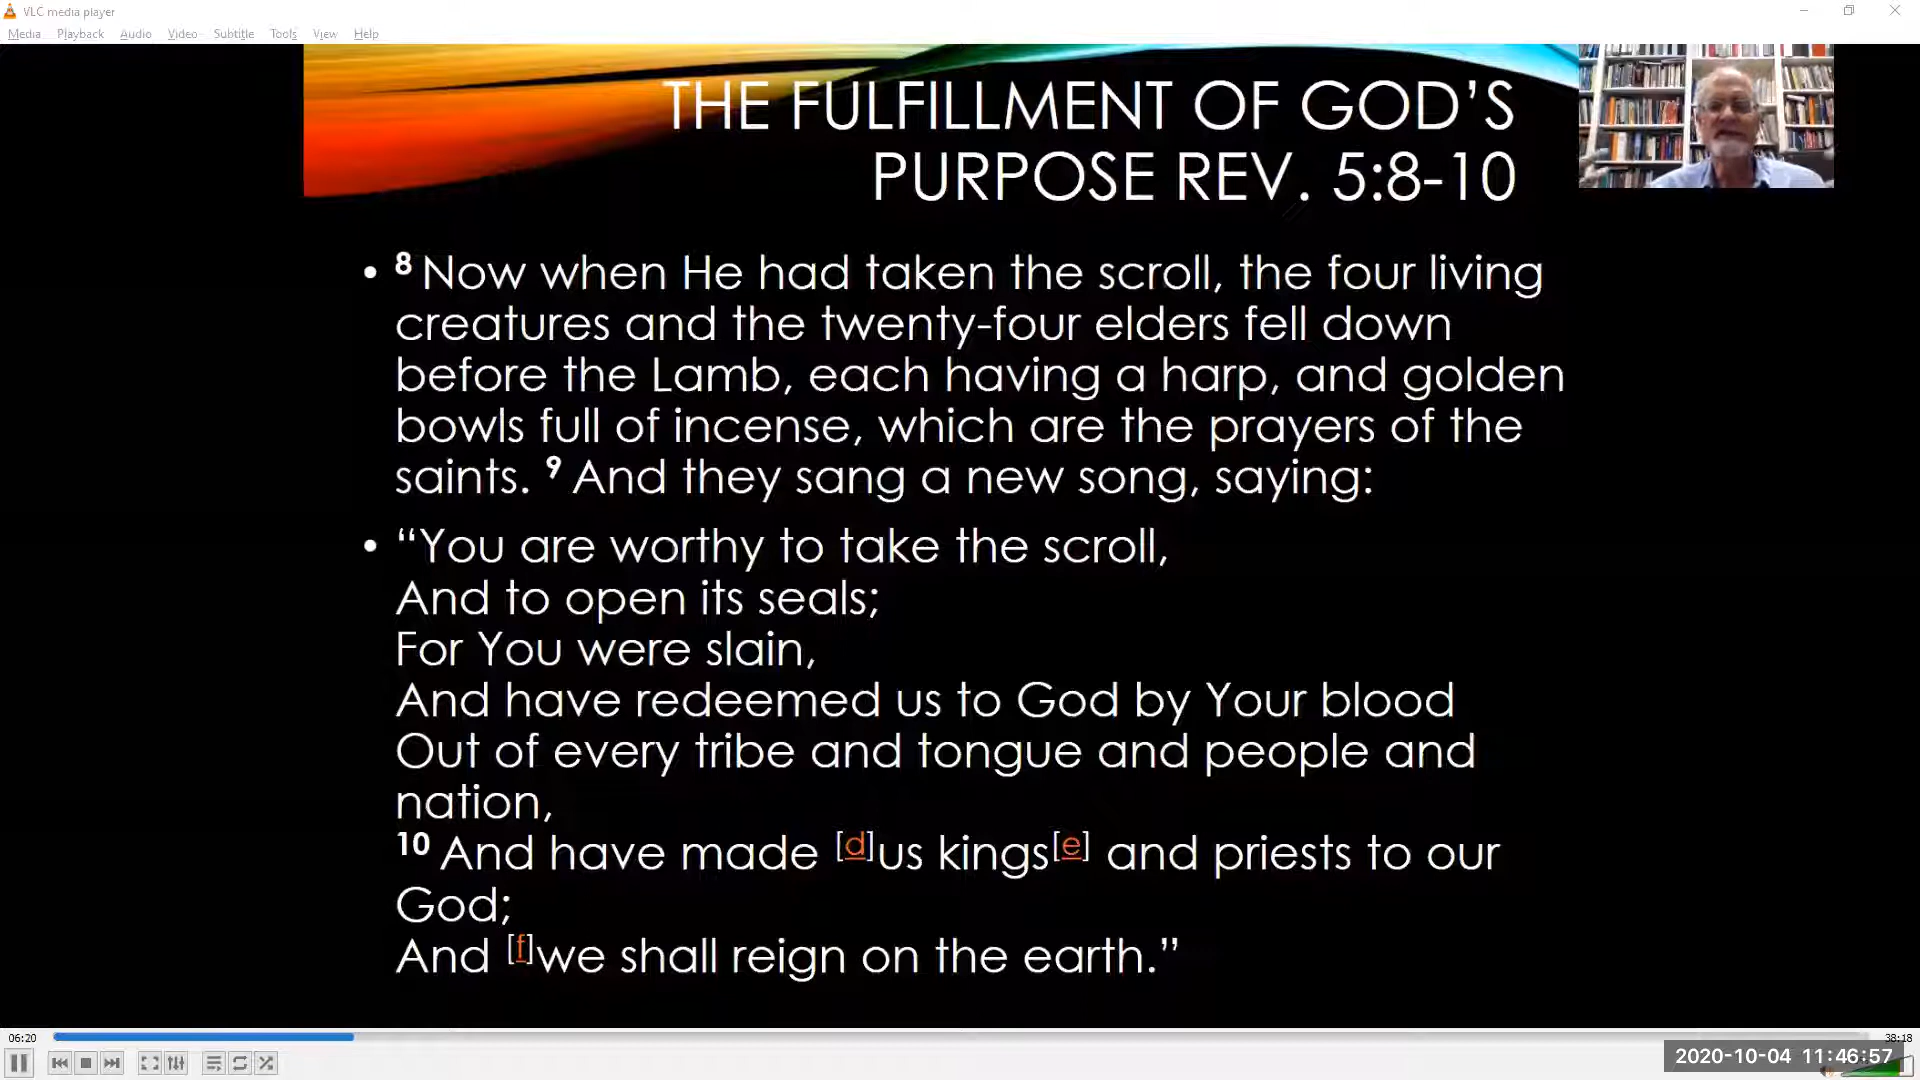 VLC media player
Media Playback Audio Video Subtitle Tools View Help
THE FULFILLMENT OF GOD’S
PURPOSE REV. 5:8-10
• 8 Now when He had taken the scroll, the four living
creatures and the twenty-four elders fell down
before the Lamb, each having a harp, and golden
bowls full of incense, which are the prayers of the
saints. 9 And they sang a new song, saying:
• “You are worthy to take the scroll,
And to open its seals;
For You were slain,
And have redeemed us to God by Your blood
Out of every tribe and tongue and people and
nation,
10 And have made [d]us kings[e] and priests to our
God;
And [f]we shall reign on the earth.”
06:20
38:18
2020-10-04 11:46:57